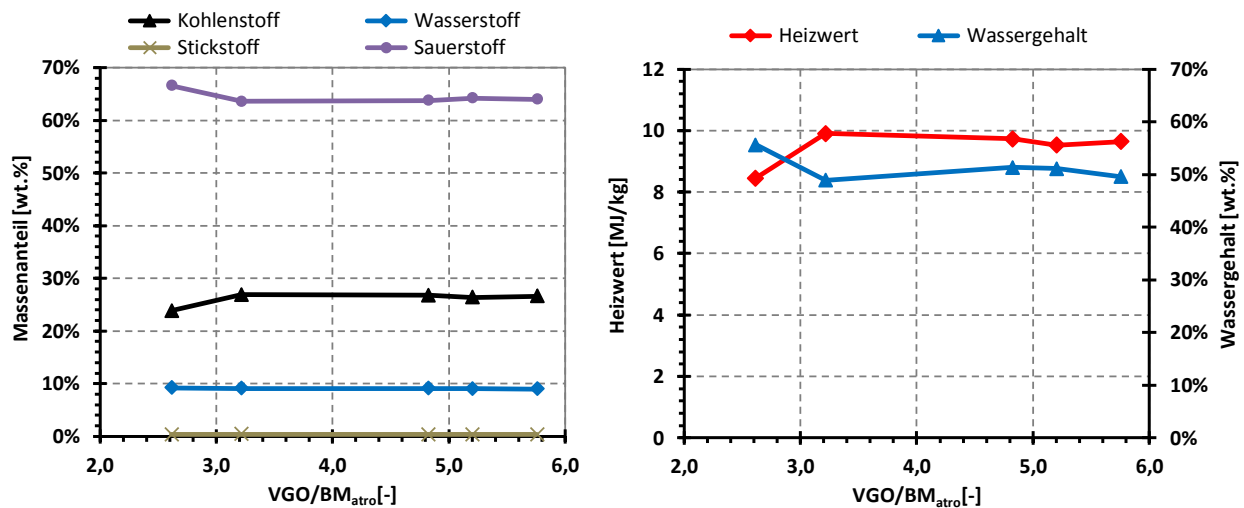 Kohlenstoff Wasserstoff
Stickstoff Sauerstoff
Massenanteil [wt.%]
70%
60%
50%
40%
30%
20%
10%
0%
2,0 3,0 4,0 5,0 6,0
VGO/BMatro[-]
Heizwert Wassergehalt
Heizwert [MJ/kg]
12
10
8
6
4
2
0
70%
60%
50%
40%
30%
20%
10%
0%
Wassergehalt [wt.%]
2,0 3,0 4,0 5,0 6,0
VGO/BMatro[-]